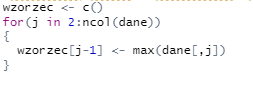 wzorzec <- c()
for(j in 2:ncol(dane))
{
  wzorzec[j-1] <- max(dane[,j])
}